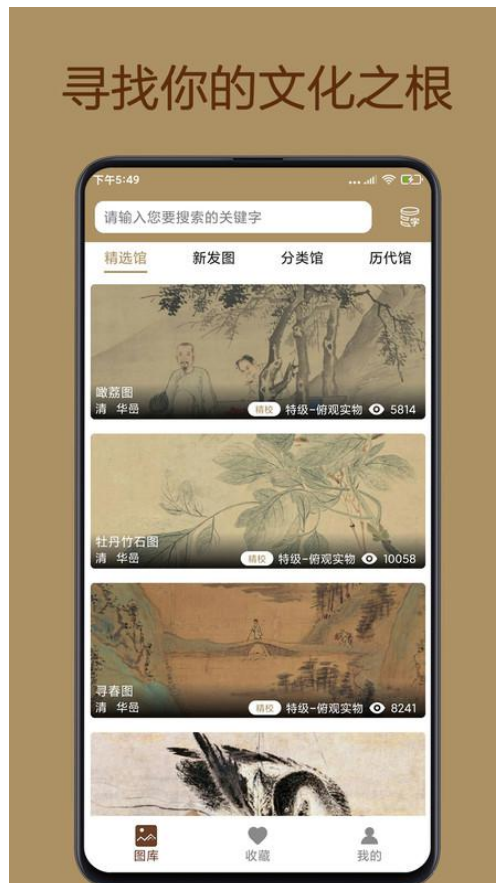 寻找你的文化之根
下午5:49
请输入您要搜索的关键字
字
精选馆 新发图 分类馆 历代馆
啖荔图
清 华喦
精校 特级-俯观实物 5814
牡丹竹石图
清 华喦
精校 特级-俯观实物 10058
寻春图
清 华喦
精校 特级-俯观实物 8241
图库 收藏 我的